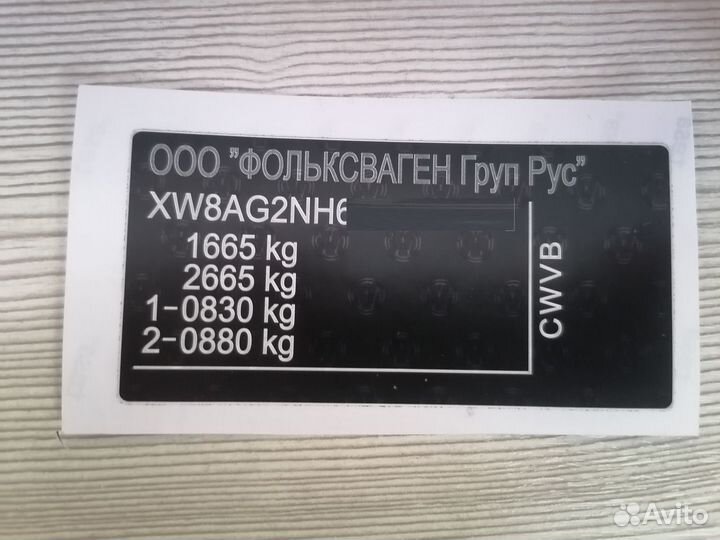 ООО "ФОЛЬКСВАГЕН Груп Рус"
XW8AG2NH6
1665 kg
2665 kg
1-0830 kg
2-0880 kg
CWVB
Avito